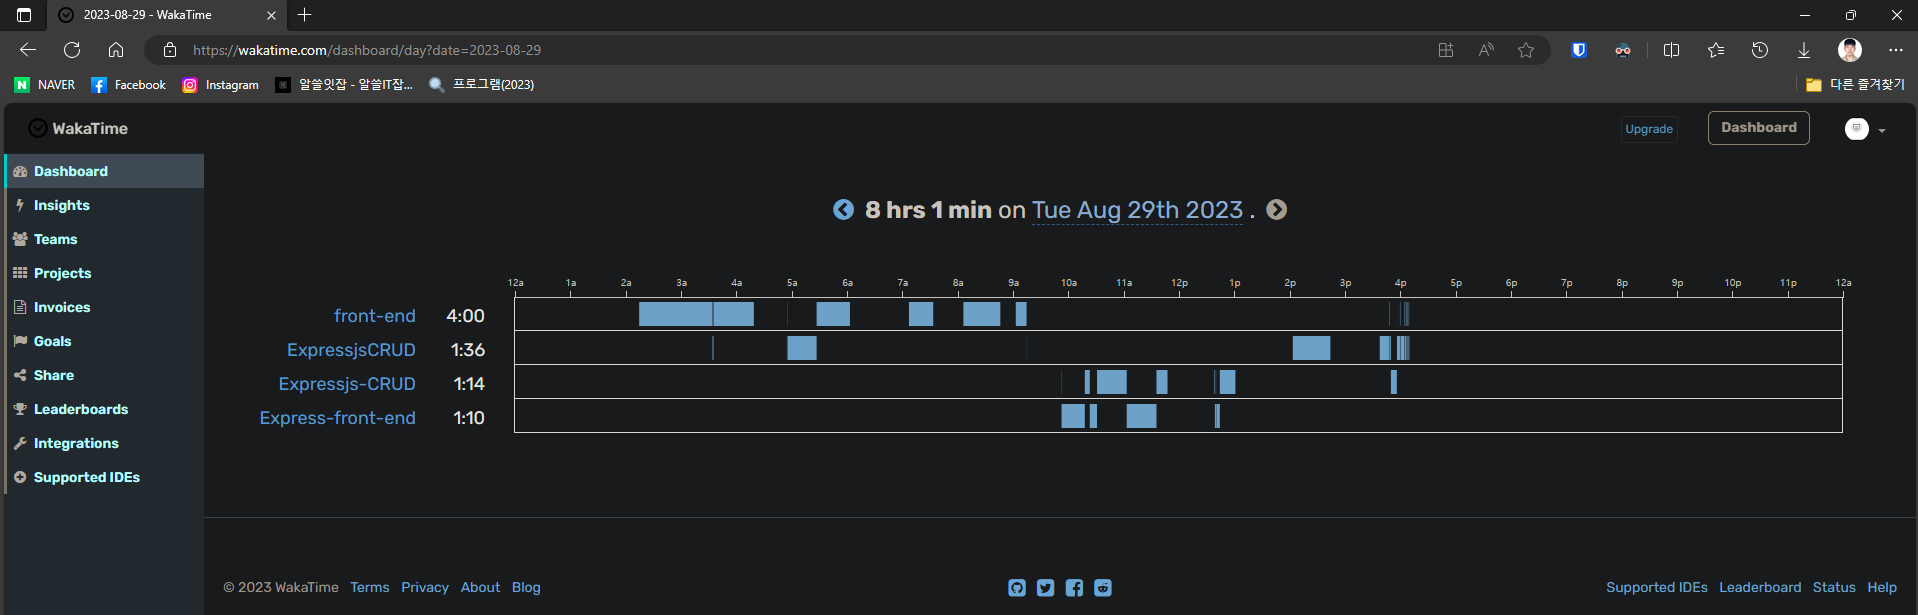 2023-08-29 - WakaTime
https://wakatime.com/dashboard/day?date=2023-08-29
NAVER Facebook Instagram 알쓸잇잡 - 알쓸IT잡... 프로그램(2023) 다른 즐겨찾기
WakaTime Upgrade Dashboard
Dashboard
Insights
Teams
Projects
Invoices
Goals
Share
Leaderboards
Integrations
Supported IDEs
8 hrs 1 min on Tue Aug 29th 2023 .
12a 1a 2a 3a 4a 5a 6a 7a 8a 9a 10a 11a 12p 1p 2p 3p 4p 5p 6p 7p 8p 9p 10p 11p 12a
front-end 4:00
ExpressjsCRUD 1:36
Expressjs-CRUD 1:14
Express-front-end 1:10
© 2023 WakaTime Terms Privacy About Blog Supported IDEs Leaderboard Status Help